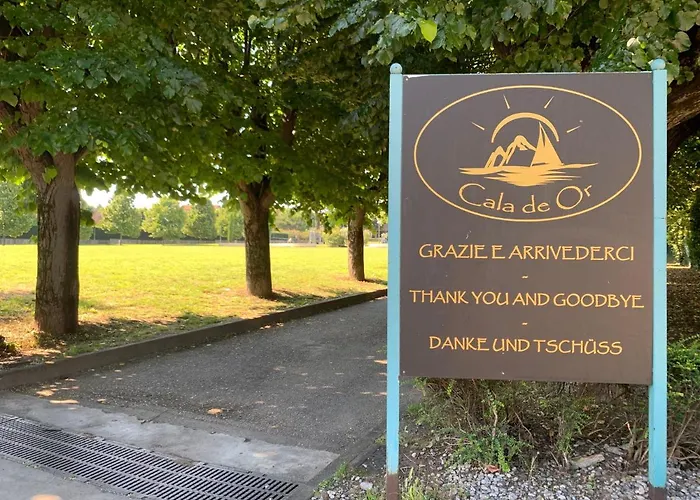 Cala de Or
GRAZIE E ARRIVEDERCI
-
THANK YOU AND GOODBYE
-
DANKE UND TSCHÜSS